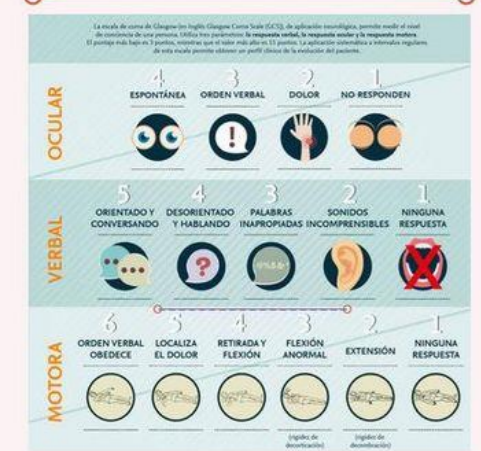 La escala de coma de Glasgow (en Inglés Glasgow Coma Scale (GCS)), de aplicación neurológica, permite medir el nivel
de conciencia de una persona. Utiliza tres parámetros: la respuesta verbal, la respuesta ocular y la respuesta motora.
El puntaje más bajo es 3 puntos, mientras que el valor más alto es 15 puntos. La aplicación sistemática a intervalos regulares
de esta escala permite obtener un perfil clínico de la evolución del paciente.
OCULAR
4 3 2 1
ESPONTÁNEA ORDEN VERBAL DOLOR NO RESPONDEN
!
VERBAL
5 4 3 2 1
ORIENTADO Y DESORIENTADO PALABRAS SONIDOS NINGUNA
CONVERSANDO Y HABLANDO INAPROPIADAS INCOMPRENSIBLES RESPUESTA
?
MOTORA
6 5 4 3 2 1
ORDEN VERBAL LOCALIZA RETIRADA Y FLEXIÓN EXTENSIÓN NINGUNA
OBEDECE EL DOLOR FLEXIÓN ANORMAL RESPUESTA
(rigidez de (rigidez de
decorticación) descerebración)